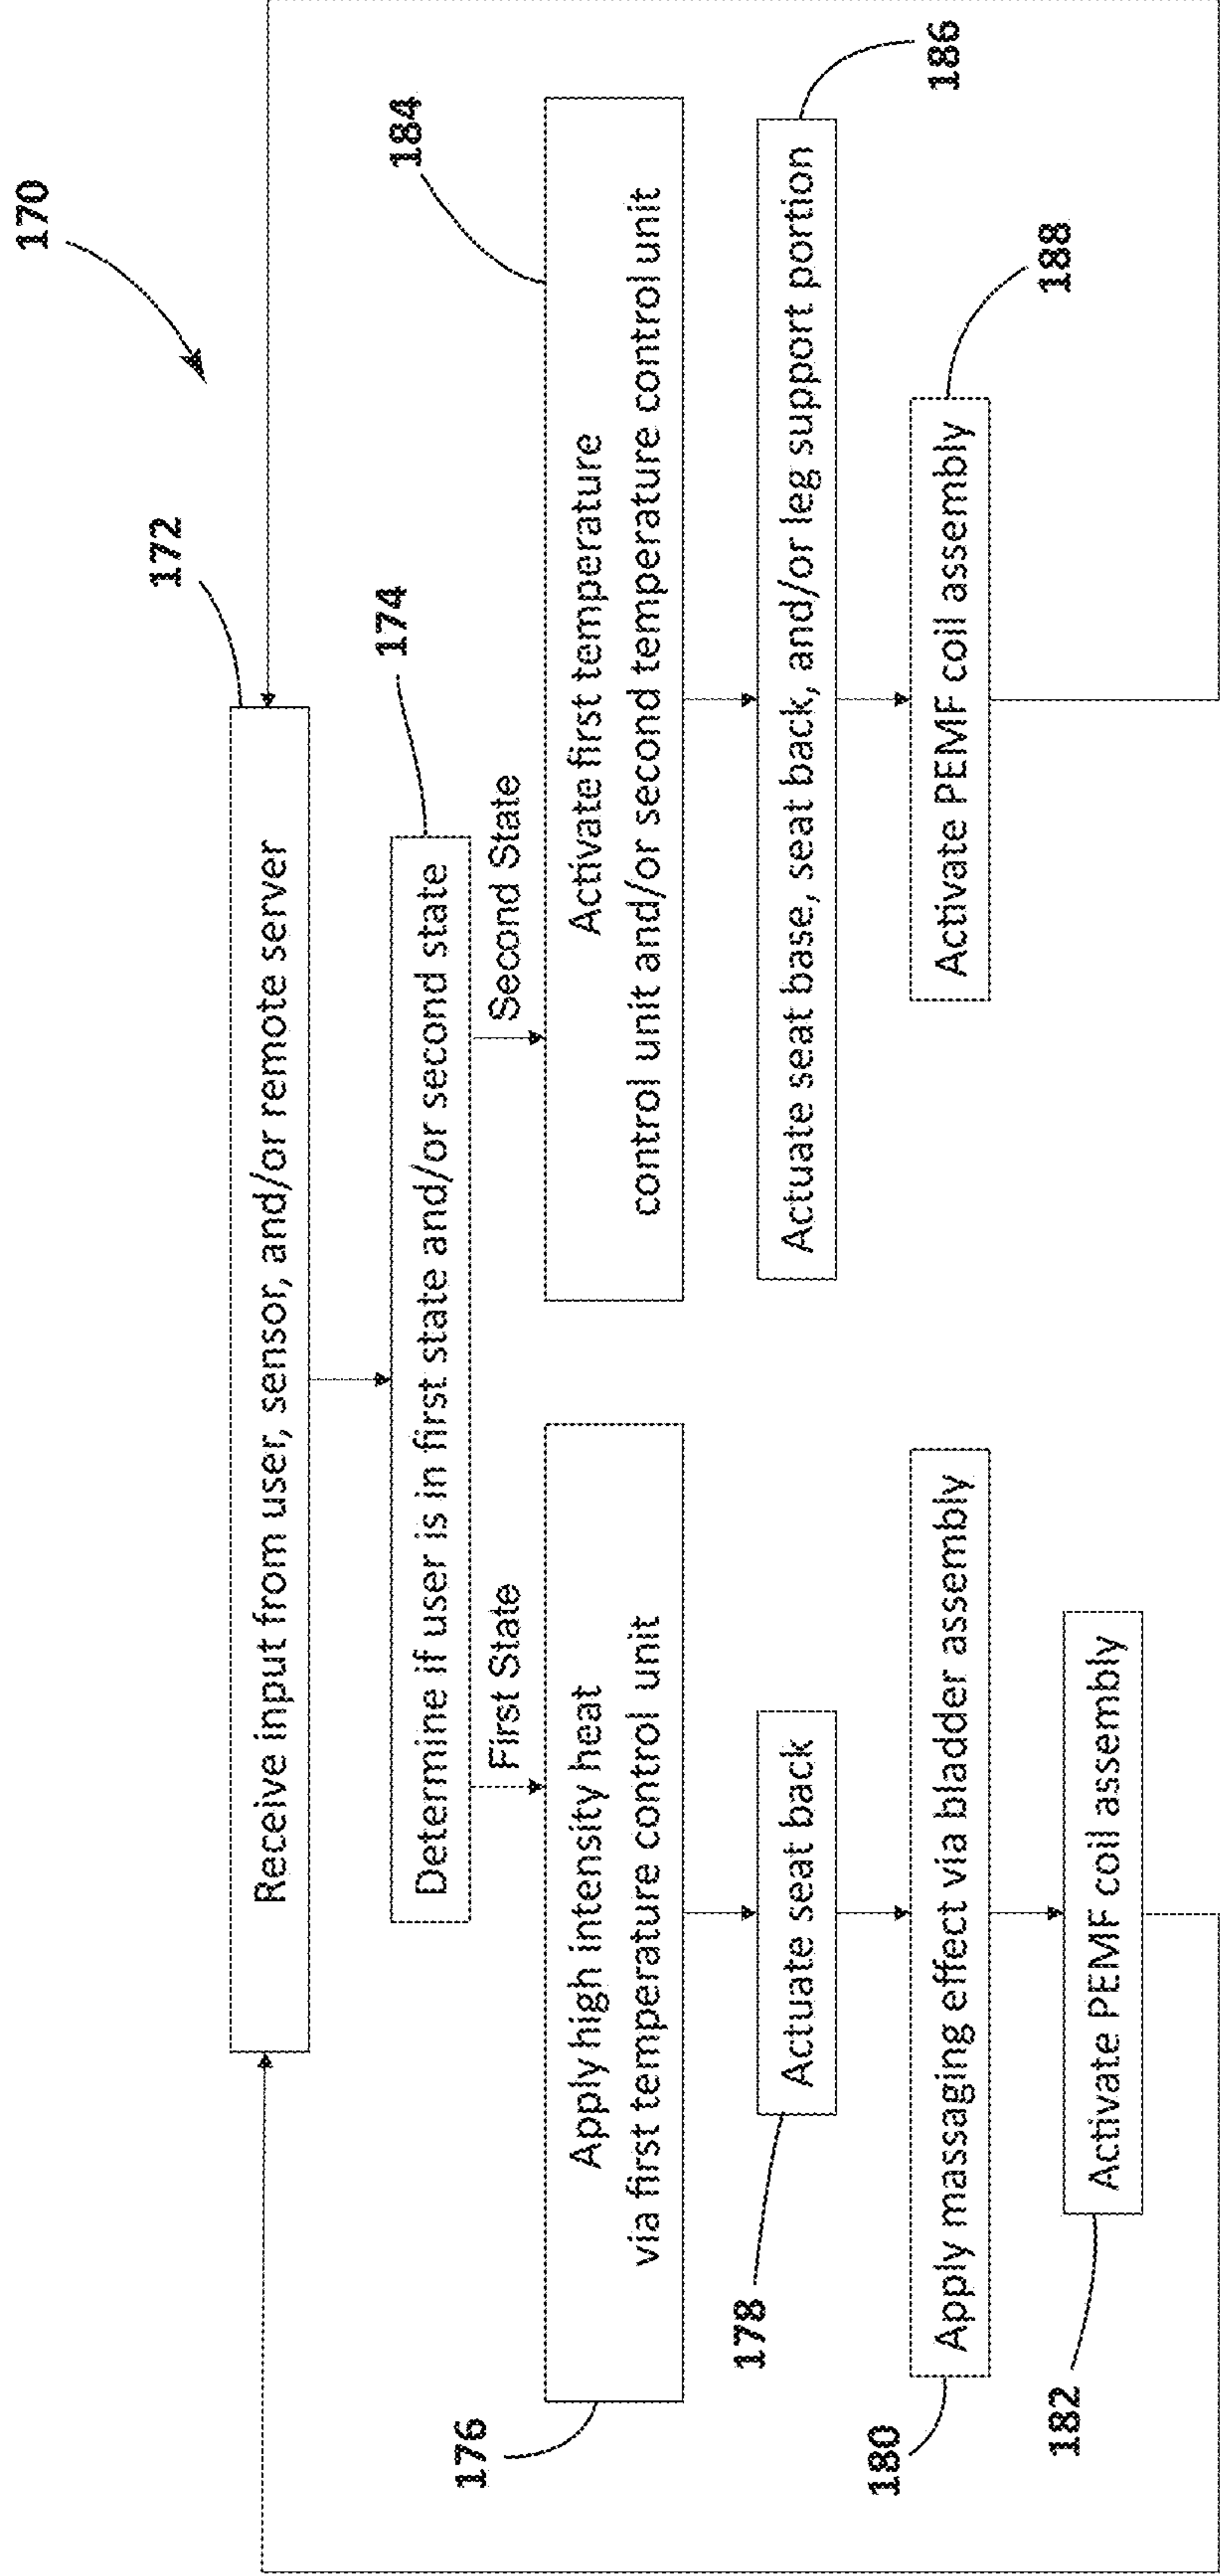 170
172
Receive input from user, sensor, and/or remote server
174
Determine if user is in first state and/or second state
First State
Second State
176
Apply high intensity heat
via first temperature control unit
184
Activate first temperature
control unit and/or second temperature control unit
178
Actuate seat back
186
Actuate seat base, seat back, and/or leg support portion
180
Apply massaging effect via bladder assembly
188
Activate PEMF coil assembly
182
Activate PEMF coil assembly